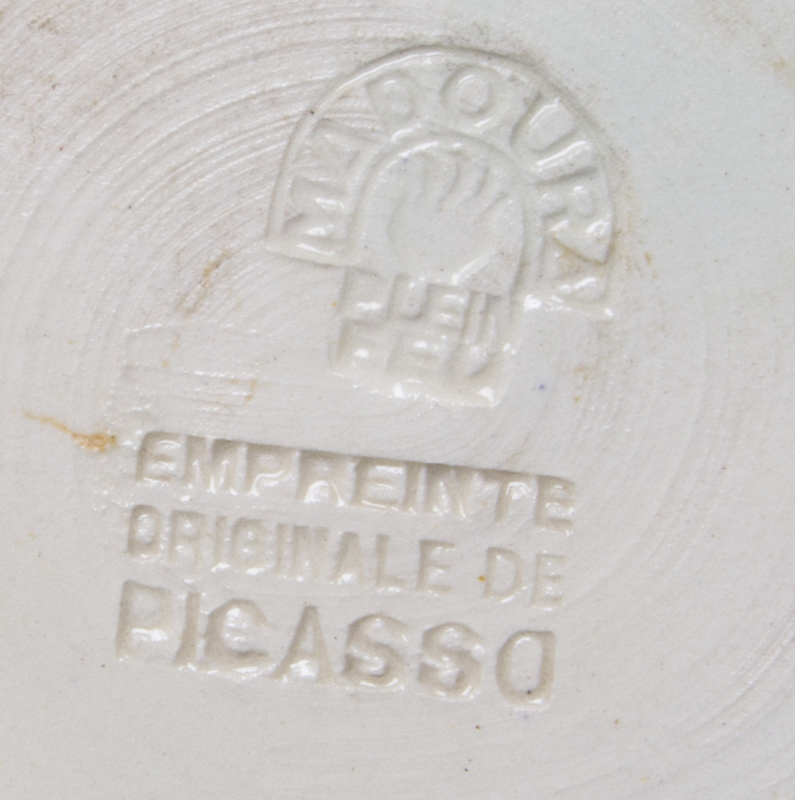 MADOURA
PLEIN
FEU
EMPREINTE
ORIGINALE DE
PICASSO